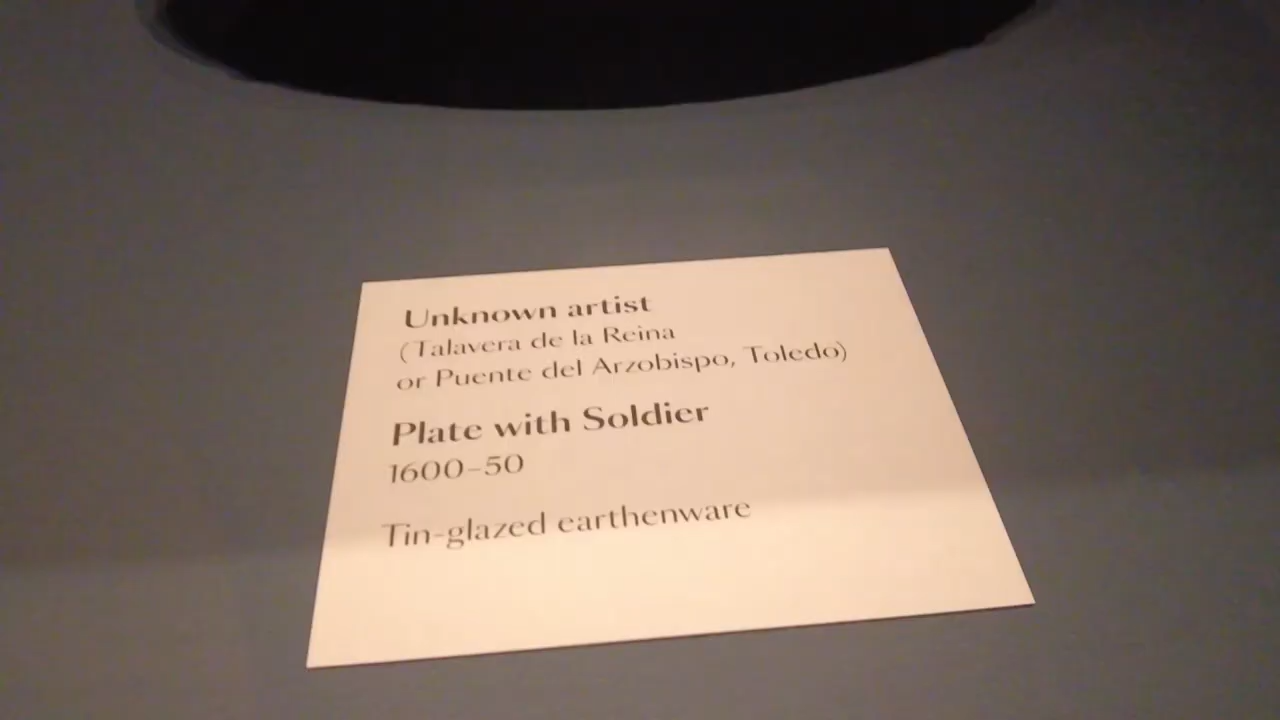 Unknown artist
(Talavera de la Reina
or Puente del Arzobispo, Toledo)
Plate with Soldier
1600–50
Tin-glazed earthenware